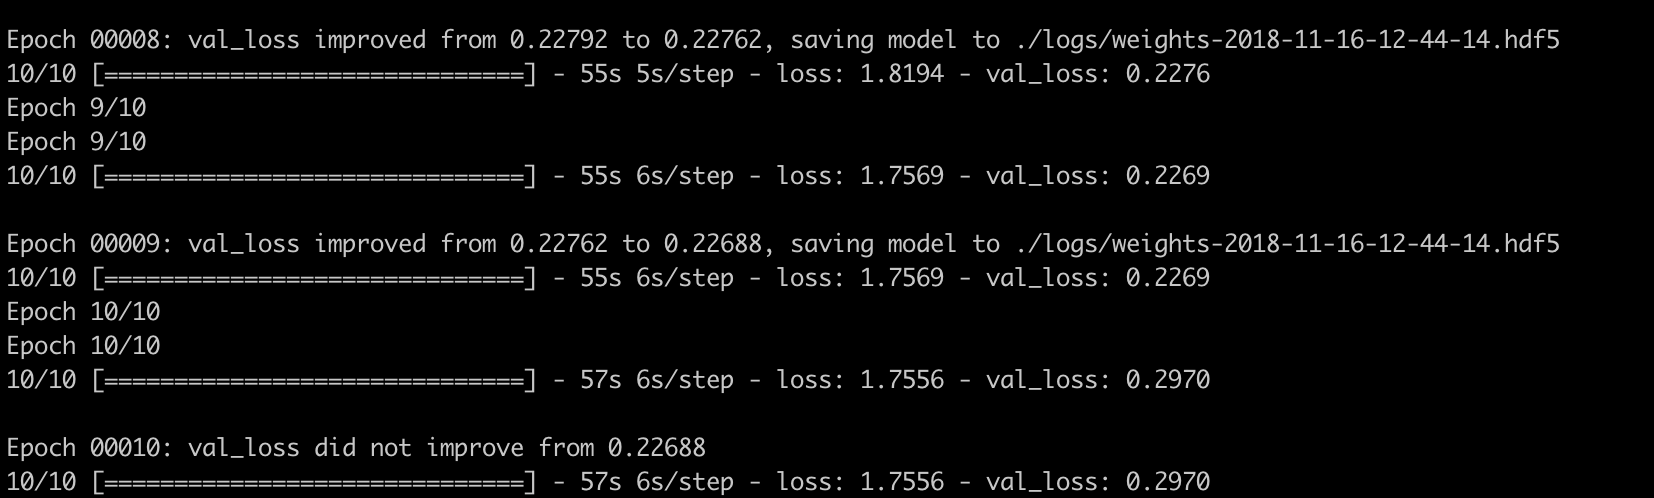 Epoch 00008: val_loss improved from 0.22792 to 0.22762, saving model to ./logs/weights-2018-11-16-12-44-14.hdf5
10/10 [==============================] - 55s 5s/step - loss: 1.8194 - val_loss: 0.2276
Epoch 9/10
Epoch 9/10
10/10 [==============================] - 55s 6s/step - loss: 1.7569 - val_loss: 0.2269
Epoch 00009: val_loss improved from 0.22762 to 0.22688, saving model to ./logs/weights-2018-11-16-12-44-14.hdf5
10/10 [==============================] - 55s 6s/step - loss: 1.7569 - val_loss: 0.2269
Epoch 10/10
Epoch 10/10
10/10 [==============================] - 57s 6s/step - loss: 1.7556 - val_loss: 0.2970
Epoch 00010: val_loss did not improve from 0.22688
10/10 [==============================] - 57s 6s/step - loss: 1.7556 - val_loss: 0.2970